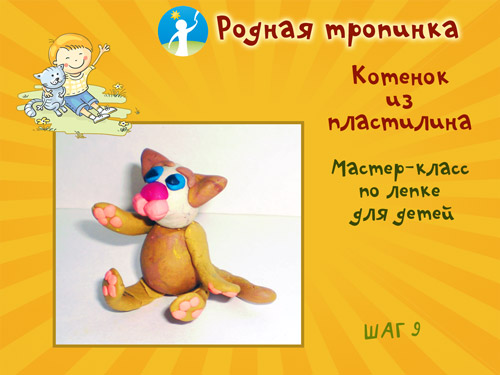 Родная тропинка
Котенок
из
пластилина
Мастер-класс
по лепке
для детей
ШАГ 9